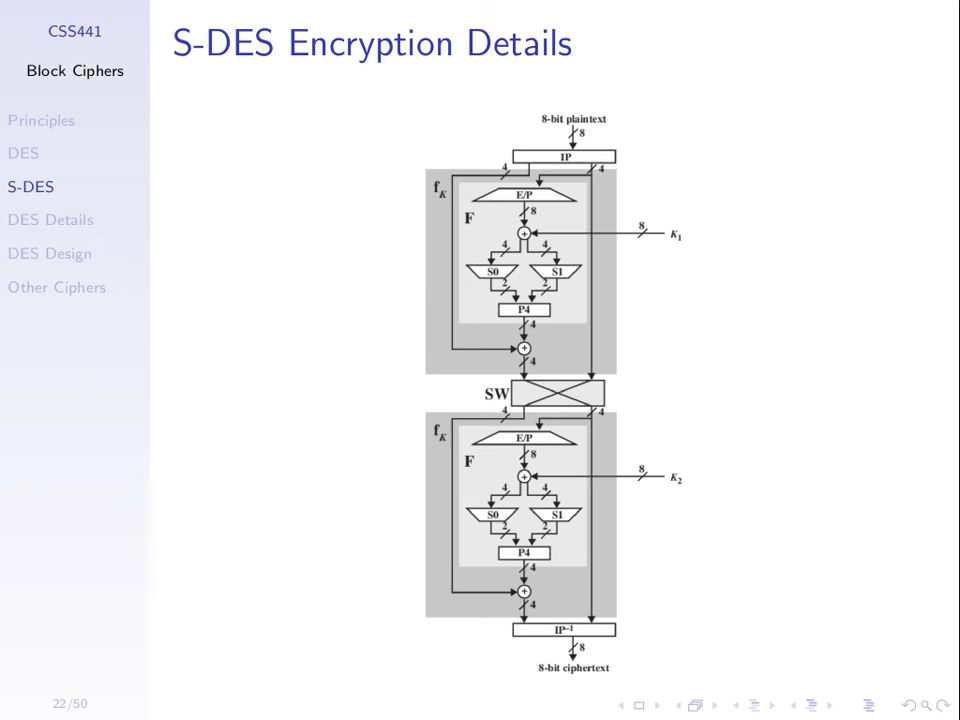 CSS441
Block Ciphers
Principles
DES
S-DES
DES Details
DES Design
Other Ciphers
22/50
S-DES Encryption Details
8-bit plaintext
8
IP
4
4
fK
E/P
F
8
+
8
K1
4
4
S0
S1
2
2
P4
4
+
4
SW
4
4
fK
E/P
F
8
+
8
K2
4
4
S0
S1
2
2
P4
4
+
4
IP–1
8
8-bit ciphertext